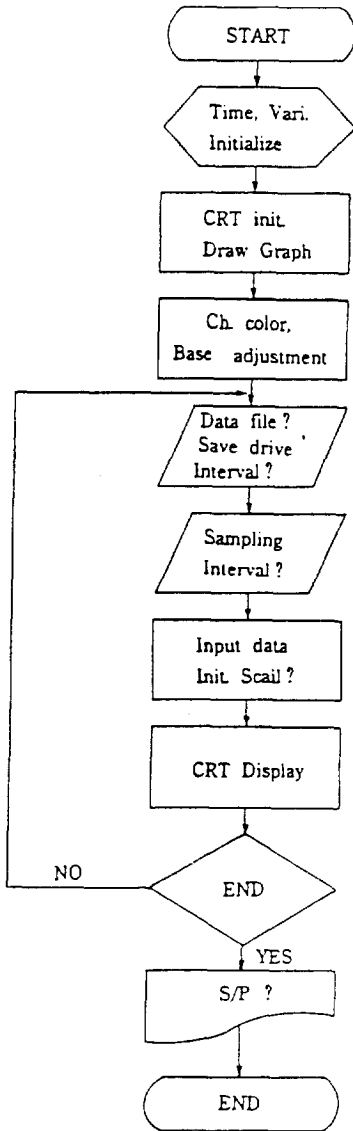 START
Time, Vari.
Initialize
CRT init.
Draw Graph
Ch. color,
Base adjustment
Data file ?
Save drive '
Interval ?
Sampling
Interval ?
Input data
Init. Scail ?
CRT Display
END
NO
YES
S/P ?
END